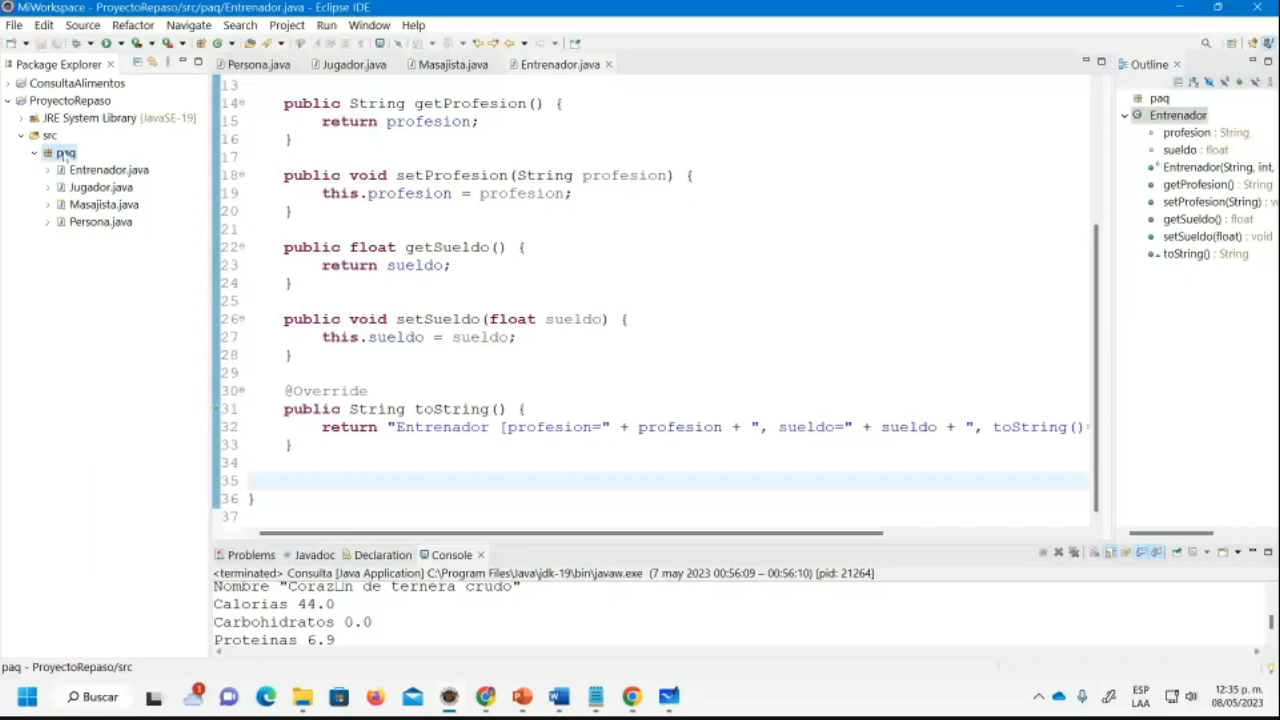 MiWorkspace - ProyectoRepaso/src/paq/Entrenador.java - Eclipse IDE
File Edit Source Refactor Navigate Search Project Run Window Help
Package Explorer
ConsultaAlimentos
ProyectoRepaso
JRE System Library [JavaSE-19]
src
paq
Entrenador.java
Jugador.java
Masajista.java
Persona.java
Persona.java Jugador.java Masajista.java Entrenador.java
13
14 public String getProfesion() {
15 return profesion;
16 }
17
18 public void setProfesion(String profesion) {
19 this.profesion = profesion;
20 }
21
22 public float getSueldo() {
23 return sueldo;
24 }
25
26 public void setSueldo(float sueldo) {
27 this.sueldo = sueldo;
28 }
29
30 @Override
31 public String toString() {
32 return "Entrenador [profesion=" + profesion + ", sueldo=" + sueldo + ", toString()=
33 }
34
35
36 }
37
Outline
paq
Entrenador
profesion : String
sueldo : float
Entrenador(String, int,
getProfesion() : String
setProfesion(String) : v
getSueldo() : float
setSueldo(float) : void
toString() : String
Problems Javadoc Declaration Console
<terminated> Consulta [Java Application] C:\Program Files\Java\jdk-19\bin\javaw.exe (7 may 2023 00:56:09 – 00:56:10) [pid: 21264]
Nombre "Coraz□n de ternera crudo"
Calorias 44.0
Carbohidratos 0.0
Proteinas 6.9
paq - ProyectoRepaso/src
Buscar
1
ESP
LAA
12:35 p. m.
08/05/2023